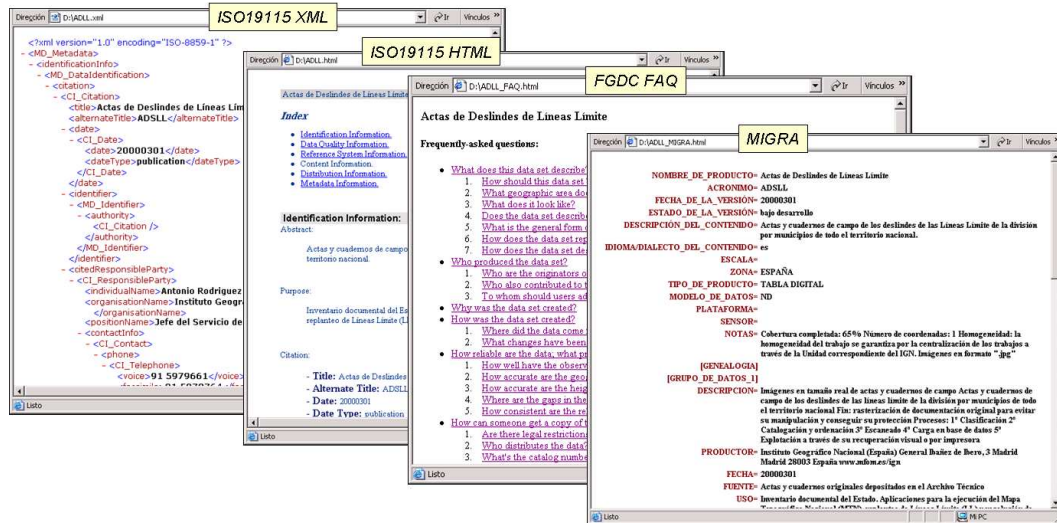 ISO19115 XML
Dirección D:\ADLL.xml Ir Vínculos »
<?xml version="1.0" encoding="ISO-8859-1" ?>
- <MD_Metadata>
- <identificationInfo>
- <MD_DataIdentification>
- <citation>
- <CI_Citation>
<title>Actas de Deslindes de Líneas Lím
<alternateTitle>ADSLL</alternateTitle>
- <date>
- <CI_Date>
<date>20000301</date>
<dateType>publication</dateType>
</CI_Date>
</date>
- <identifier>
- <MD_Identifier>
- <authority>
<CI_Citation />
</authority>
</MD_Identifier>
</identifier>
- <citedResponsibleParty>
- <CI_ResponsibleParty>
<individualName>Antonio Rodriguez
<organisationName>Instituto Geogr
</organisationName>
<positionName>Jefe del Servicio de
- <contactInfo>
- <CI_Contact>
- <phone>
- <CI_Telephone>
<voice>91 5979661</voice>
Listo
ISO19115 HTML
Dirección D:\ADLL.html Ir Vínculos »
Actas de Deslindes de Líneas Límite
Index
• Identification Information.
• Data Quality Information.
• Reference System Information.
• Content Information.
• Distribution Information.
• Metadata Information.
Identification Information:
Abstract:
Actas y cuadernos de campo
territorio nacional.
Purpose:
Inventario documental del Es
replanteo de Líneas Límite (L
Citation:
- Title: Actas de Deslindes
- Alternate Title: ADSLL
- Date: 20000301
- Date Type: publication
Listo
FGDC FAQ
Dirección D:\ADLL_FAQ.html Ir Vínculos »
Actas de Deslindes de Líneas Límite
Frequently-asked questions:
• What does this data set describe?
1. How should this data set
2. What geographic area doe
3. What does it look like?
4. Does the data set describe
5. What is the general form o
6. How does the data set rep
7. How does the data set des
• Who produced the data set?
1. Who are the originators o
2. Who also contributed to t
3. To whom should users ad
• Why was the data set created?
• How was the data set created?
1. Where did the data come
2. What changes have been
• How reliable are the data; what pr
1. How well have the observ
2. How accurate are the geog
3. How accurate are the heig
4. Where are the gaps in the
5. How consistent are the rel
• How can someone get a copy of t
1. Are there legal restrictions
2. Who distributes the data?
3. What's the catalog numbe
Listo
MIGRA
Dirección D:\ADLL_MIGRA.html Ir Vínculos »
NOMBRE_DE_PRODUCTO= Actas de Deslindes de Líneas Límite
ACRONIMO= ADSLL
FECHA_DE_LA_VERSIÓN= 20000301
ESTADO_DE_LA_VERSIÓN= bajo desarrollo
DESCRIPCIÓN_DEL_CONTENIDO= Actas y cuadernos de campo de los deslindes de las Líneas Límite de la división
por municipios de todo el territorio nacional.
IDIOMA/DIALECTO_DEL_CONTENIDO= es
ESCALA=
ZONA= ESPAÑA
TIPO_DE_PRODUCTO= TABLA DIGITAL
MODELO_DE_DATOS= ND
PLATAFORMA=
SENSOR=
NOTAS= Cobertura completada: 65% Número de coordenadas: 1 Homogeneidad: la
homogeneidad del trabajo se garantiza por la centralización de los trabajos a
través de la Unidad correspondiente del IGN. Imágenes en formato ".jpg"
[GENEALOGIA]
[GRUPO_DE_DATOS_1]
DESCRIPCION= Imágenes en tamaño real de actas y cuadernos de campo Actas y cuadernos de
campo de los deslindes de las líneas límite de la división por municipios de todo
el territorio nacional Fin: rasterización de documentación original para evitar
su manipulación y conseguir su protección Procesos: 1º Clasificación 2º
Catalogación y ordenación 3º Escaneado 4º Carga en base de datos 5º
Explotación a través de su recuperación visual o por impresora
PRODUCTOR= Instituto Geográfico Nacional (España) General Ibañez de Ibero, 3 Madrid
Madrid 28003 España www.mfom.es/ign
FECHA= 20000301
FUENTE= Actas y cuadernos originales depositados en el Archivo Técnico
USO= Inventario documental del Estado. Aplicaciones para la ejecución del Mapa
Listo Mi PC